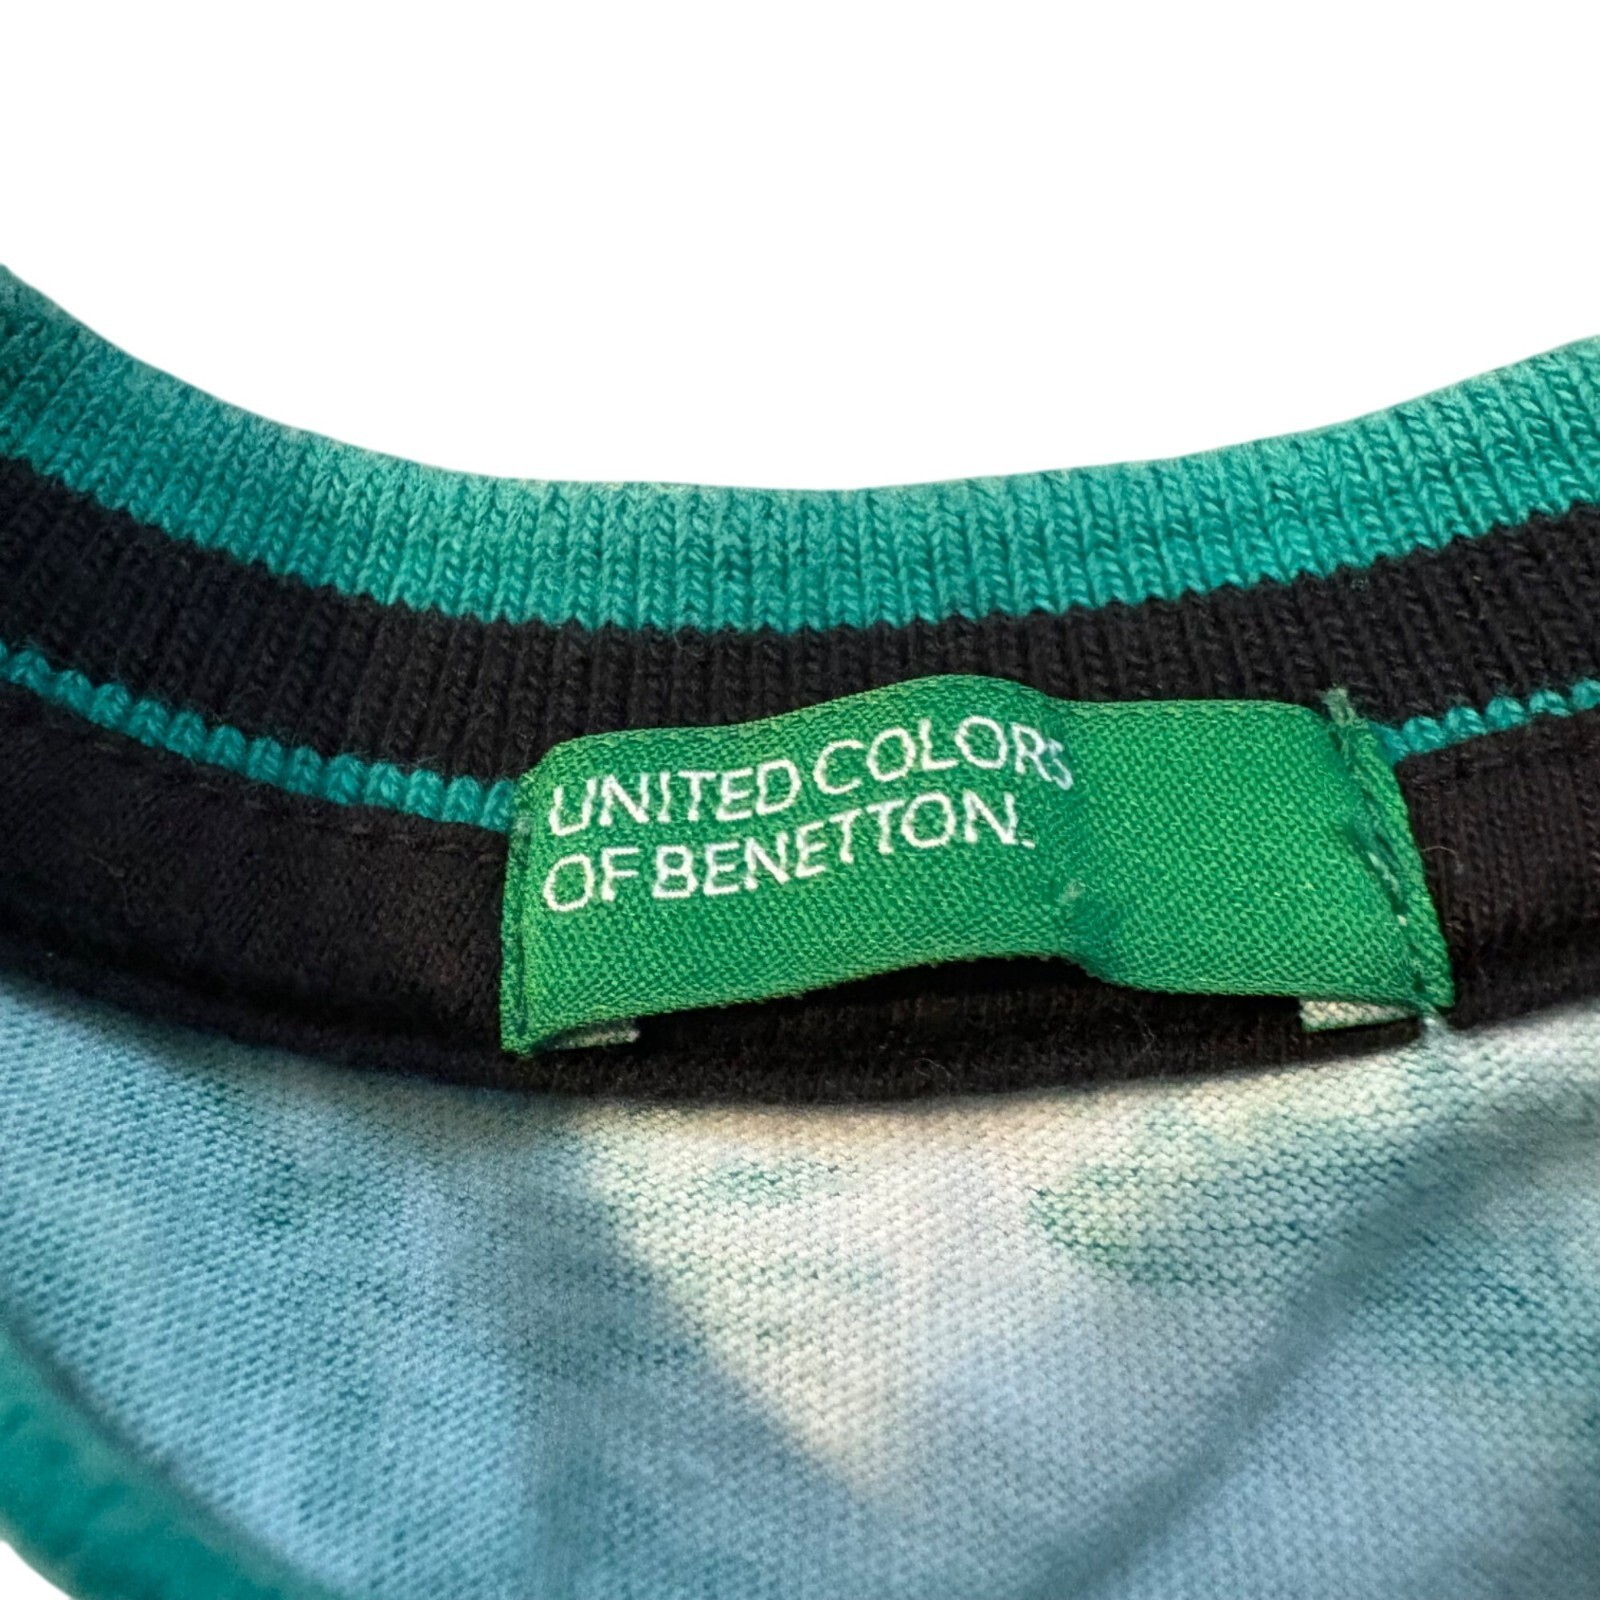 UNITED COLORS
OF BENETTON.